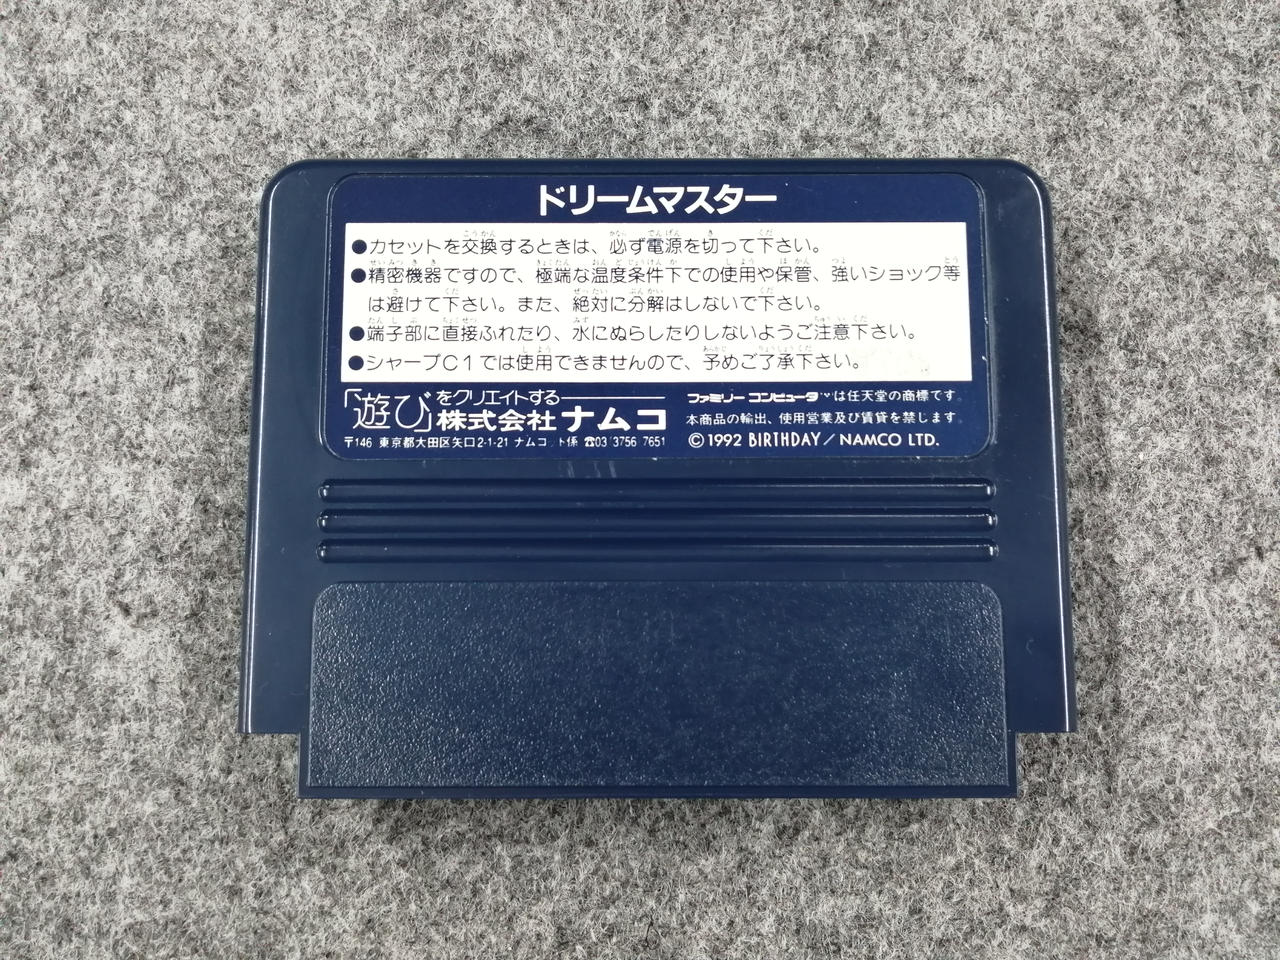 ドリームマスター
●カセットを交換するときは、必ず電源を切って下さい。
●精密機器ですので、極端な温度条件下での使用や保管、強いショック等
は避けて下さい。また、絶対に分解はしないで下さい。
●端子部に直接ふれたり、水にぬらしたりしないようご注意下さい。
●シャープC1では使用できませんので、予めご了承下さい。
「遊び」をクリエイトする
株式会社ナムコ
〒146 東京都大田区矢口2-1-21 ナムコット係 ☎03 3756 7651
ファミリーコンピュータ™は任天堂の商標です。
本商品の輸出、使用営業及び賃貸を禁じます。
©1992 BIRTHDAY/NAMCO LTD.